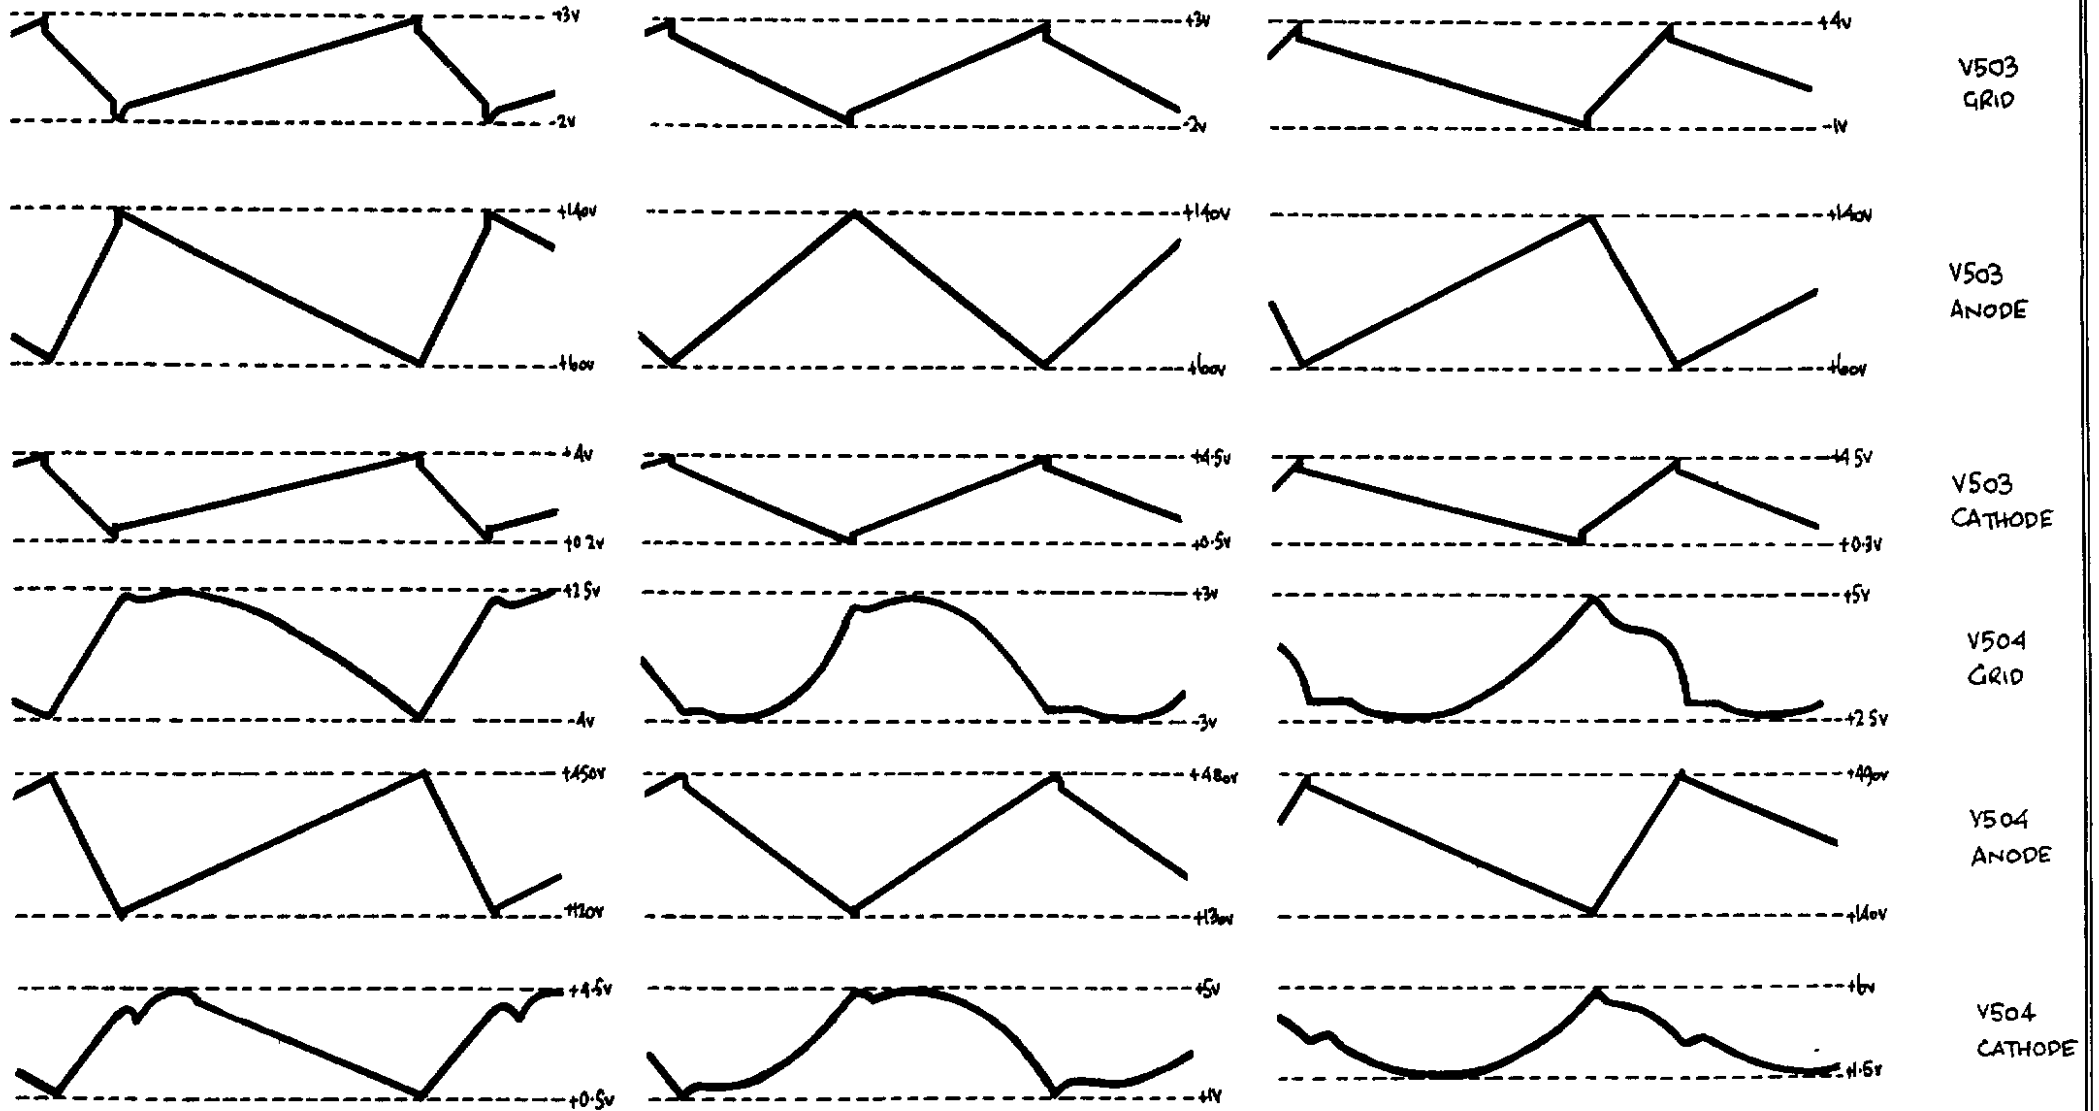 +3V +3V +4V
V503
GRID
-2V -2V -1V
+140V +140V +140V
V503
ANODE
+60V +60V +60V
+4V +4.5V +4.5V
V503
CATHODE
+0.2V +0.5V +0.3V
+2.5V +3V +5V
V504
GRID
-4V -3V +2.5V
+450V +480V +490V
V504
ANODE
+120V +130V +140V
+4.5V +5V +6V
V504
CATHODE
+0.5V +1V +1.5V